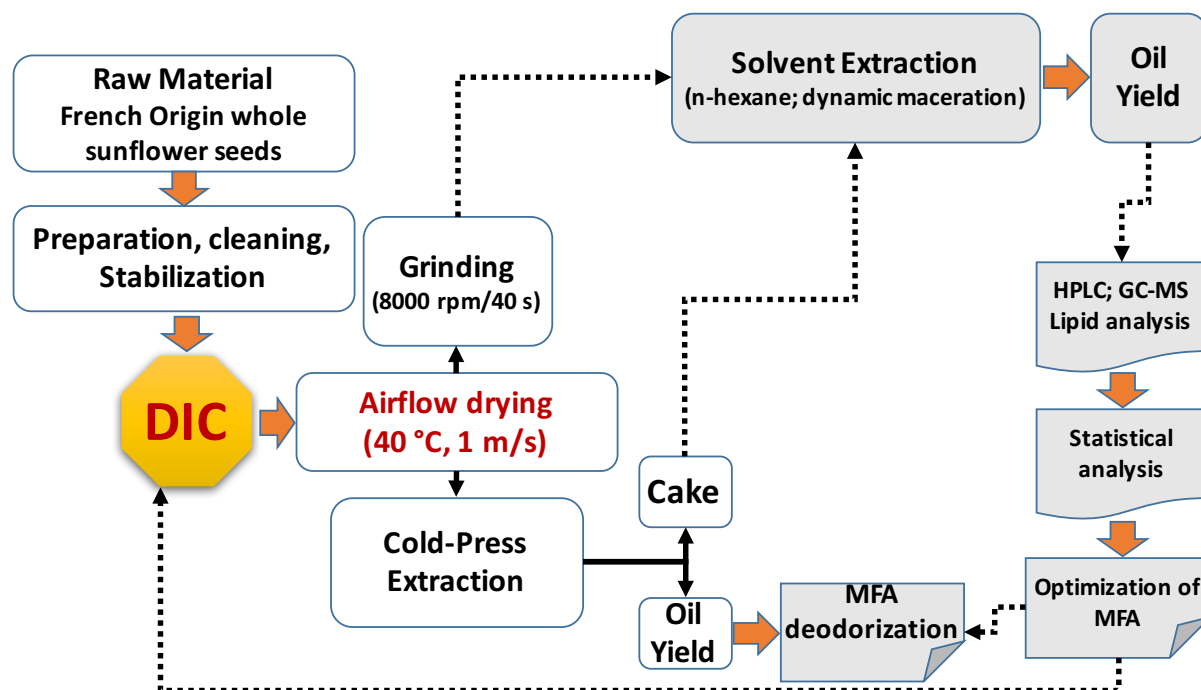 Raw Material
French Origin whole
sunflower seeds
Preparation, cleaning,
Stabilization
DIC
Airflow drying
(40 °C, 1 m/s)
Grinding
(8000 rpm/40 s)
Cold-Press
Extraction
Cake
Oil
Yield
Solvent Extraction
(n-hexane; dynamic maceration)
Oil
Yield
HPLC; GC-MS
Lipid analysis
Statistical
analysis
Optimization of
MFA
MFA
deodorization